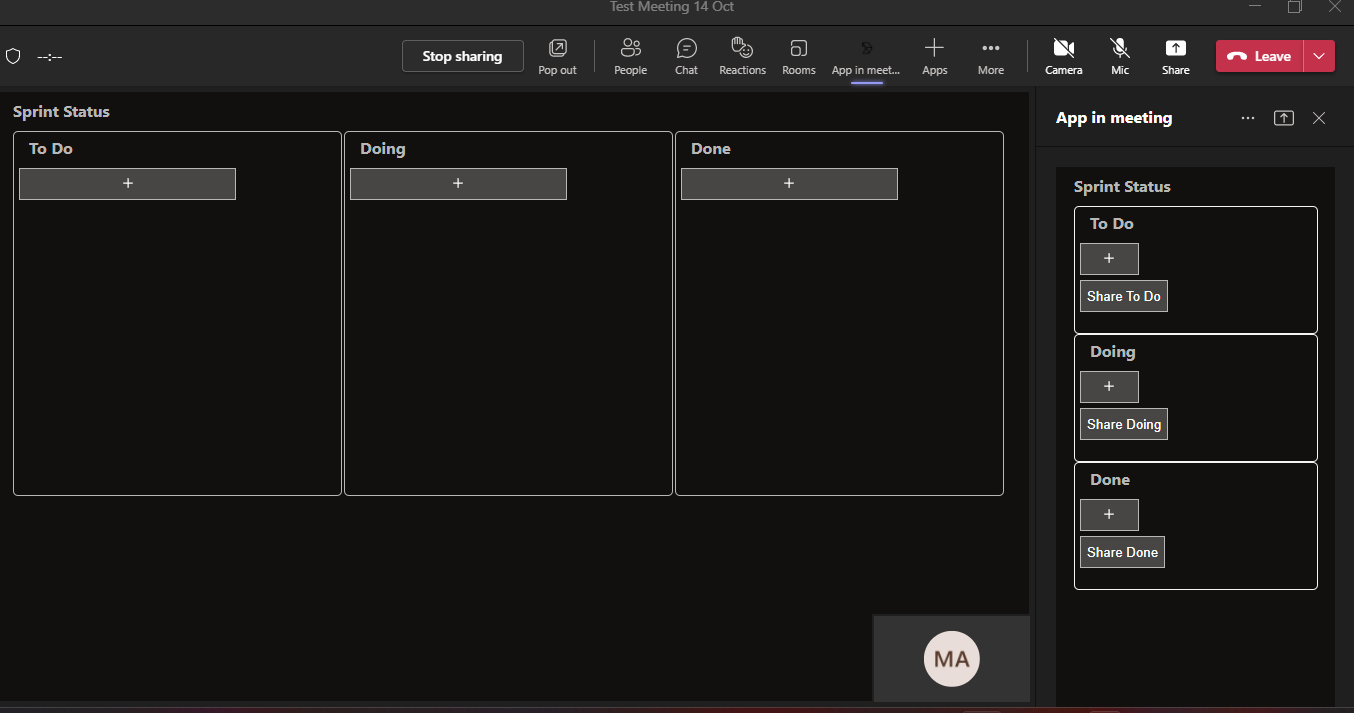 Test Meeting 14 Oct
--:--
Stop sharing
Pop out
People
Chat
Reactions
Rooms
App in meet...
Apps
More
Camera
Mic
Share
Leave
Sprint Status
To Do
+
Doing
+
Done
+
MA
App in meeting
Sprint Status
To Do
+
Share To Do
Doing
+
Share Doing
Done
+
Share Done